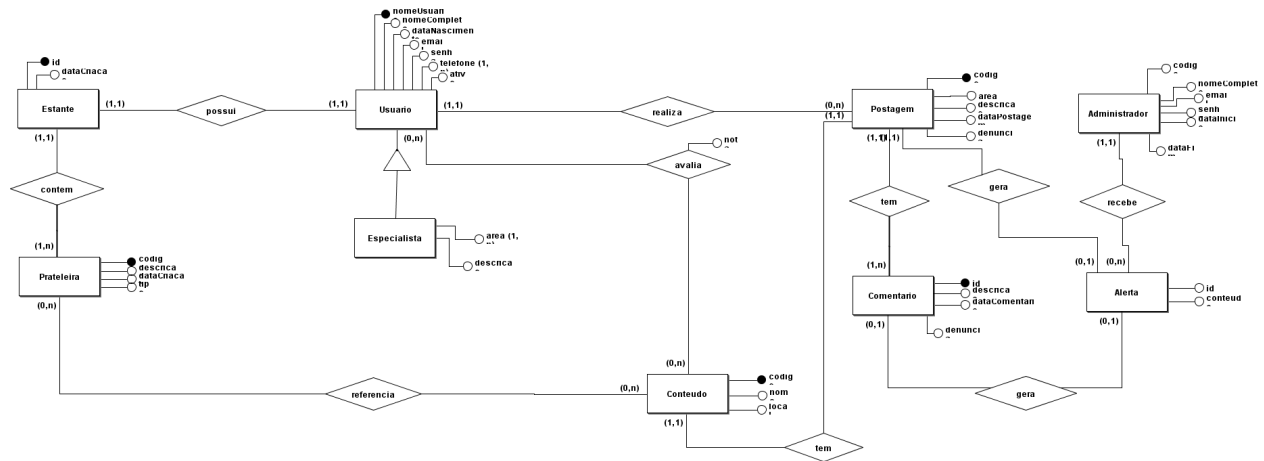 nomeUsuari
nomeComplet
dataNascimen
emai
senh
telefone (1,
ativ
id
dataCriaca
Estante
(1,1)
possui
(1,1)
Usuario
(1,1)
realiza
(0,n)
Postagem
codig
area
descrica
dataPostage
m
denunci
Administrador
codig
nomeComplet
emai
senh
dataInici
dataFi
m
(1,1)
(0,n)
(1,1)
(1,1)
(1,1)
(1,1)
not
avalia
contem
gera
tem
recebe
Especialista
area (1,
n)
descrica
(1,n)
Prateleira
codig
descrica
dataCriaca
tip
(0,n)
(1,n)
Comentario
id
descrica
dataComentari
denunci
(0,1)
(0,1)
(0,n)
Alerta
id
conteud
(0,1)
(0,n)
referencia
(0,n)
Conteudo
codig
nom
loca
(1,1)
gera
tem